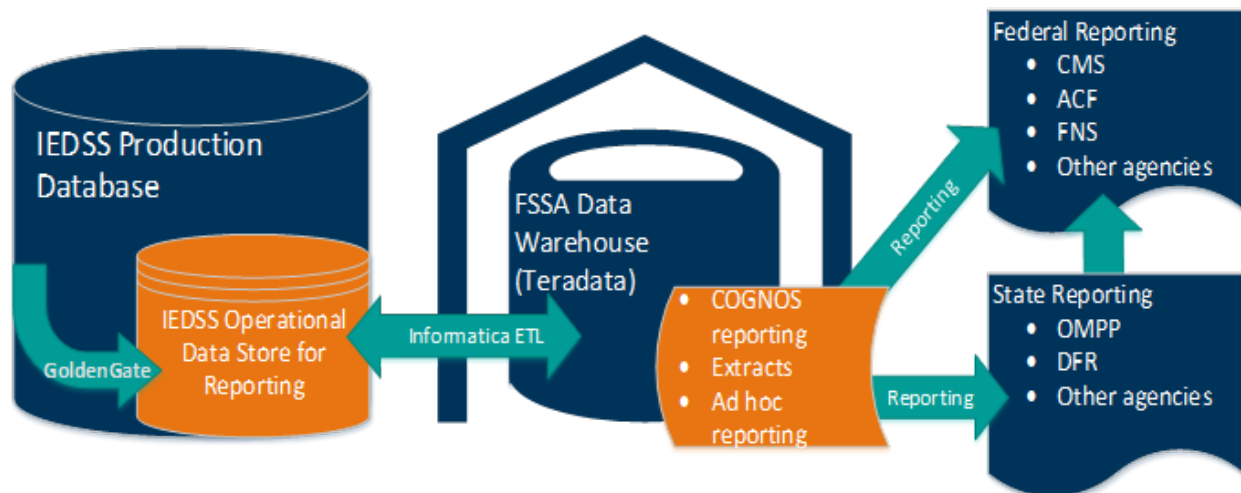 IEDSS Production
Database
GoldenGate
IEDSS Operational
Data Store for
Reporting
Informatica ETL
FSSA Data
Warehouse
(Teradata)
• COGNOS
reporting
• Extracts
• Ad hoc
reporting
Reporting
Reporting
Federal Reporting
• CMS
• ACF
• FNS
• Other agencies
State Reporting
• OMPP
• DFR
• Other agencies